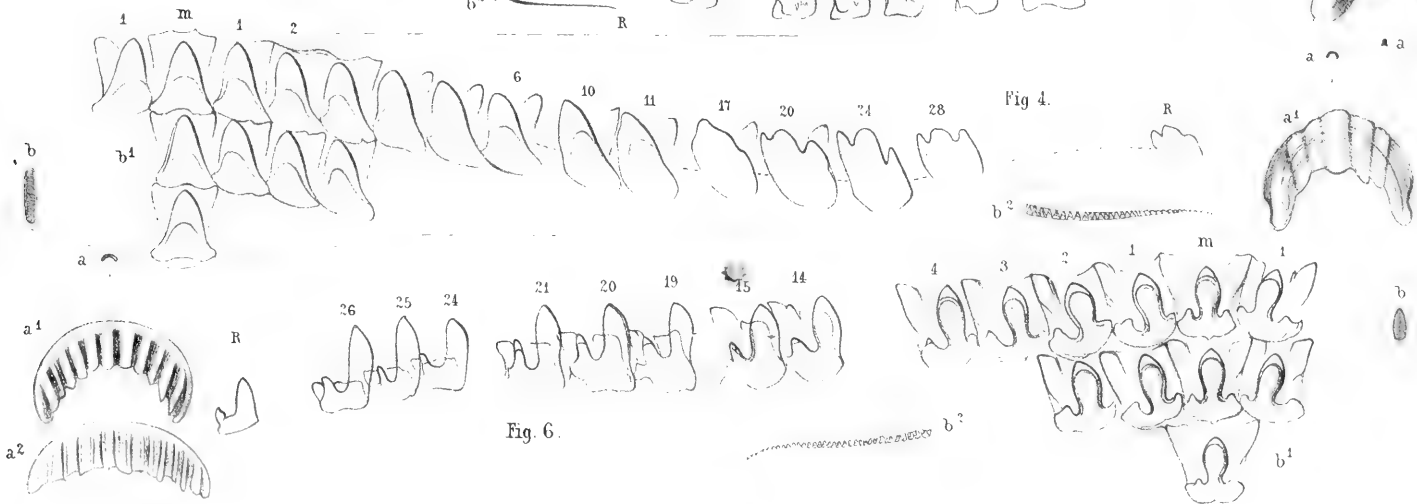 b
R
1 m 1 2
6
10 11 17 20 24 28
Fig 4.
R
a a
a¹
b b¹
b²
a
4 3 2 1 m 1
26 25 24 21 20 19 15 14
b
a¹ R
Fig. 6.
b²
a²
b¹